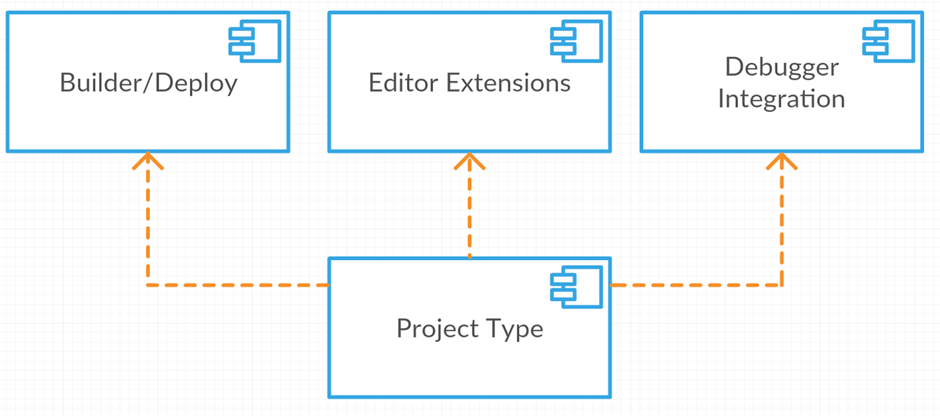 Builder/Deploy
Editor Extensions
Debugger
Integration
Project Type